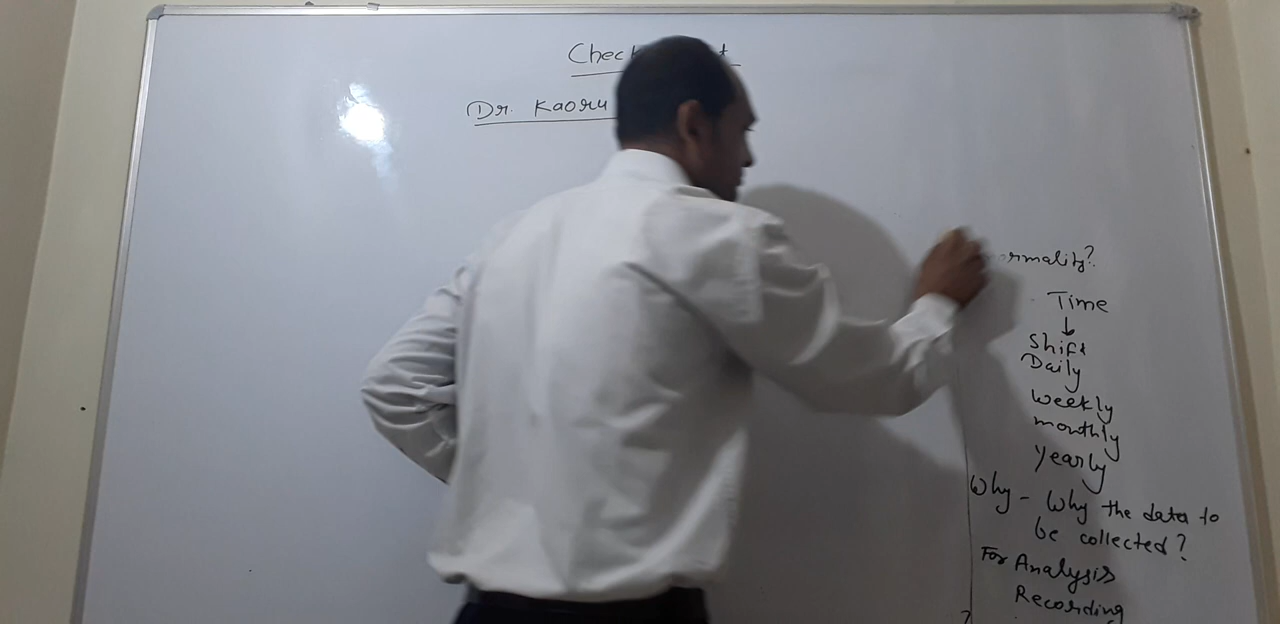 Dr. Kaoru
Time
Shift
Daily
Weekly
monthly
Yearly
Why - Why the data to
be collected?
For Analysis
Recording